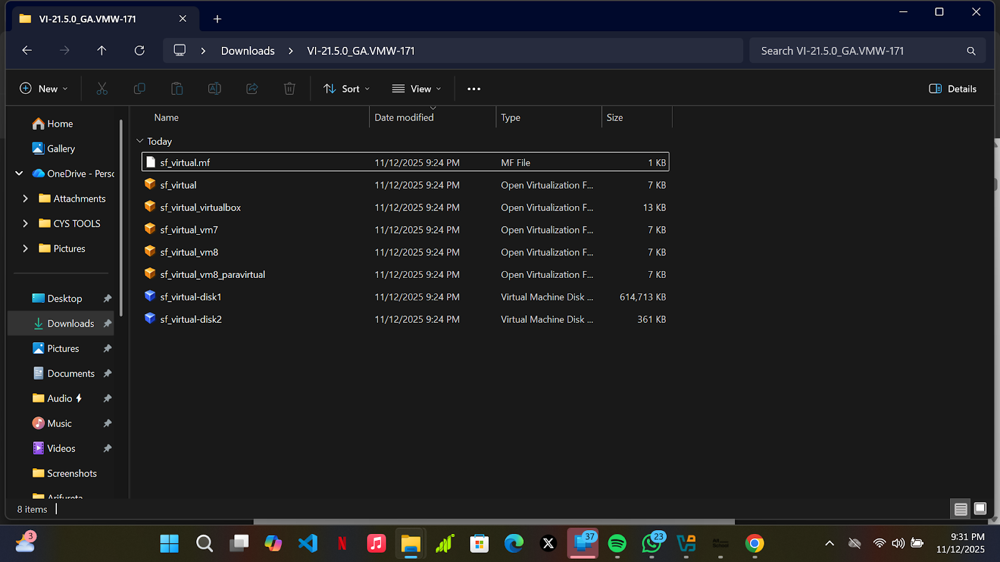 VI-21.5.0_GA.VMW-171
Downloads > VI-21.5.0_GA.VMW-171
Search VI-21.5.0_GA.VMW-171
New
Sort
View
Details
Name Date modified Type Size
Home
Gallery
OneDrive - Perso
Attachments
CYS TOOLS
Pictures
Desktop
Downloads
Pictures
Documents
Audio
Music
Videos
Screenshots
Arifureta
Today
sf_virtual.mf 11/12/2025 9:24 PM MF File 1 KB
sf_virtual 11/12/2025 9:24 PM Open Virtualization F... 7 KB
sf_virtual_virtualbox 11/12/2025 9:24 PM Open Virtualization F... 13 KB
sf_virtual_vm7 11/12/2025 9:24 PM Open Virtualization F... 7 KB
sf_virtual_vm8 11/12/2025 9:24 PM Open Virtualization F... 7 KB
sf_virtual_vm8_paravirtual 11/12/2025 9:24 PM Open Virtualization F... 7 KB
sf_virtual-disk1 11/12/2025 9:24 PM Virtual Machine Disk ... 614,713 KB
sf_virtual-disk2 11/12/2025 9:24 PM Virtual Machine Disk ... 361 KB
8 items
3
37
23
Alt
School
9:31 PM
11/12/2025